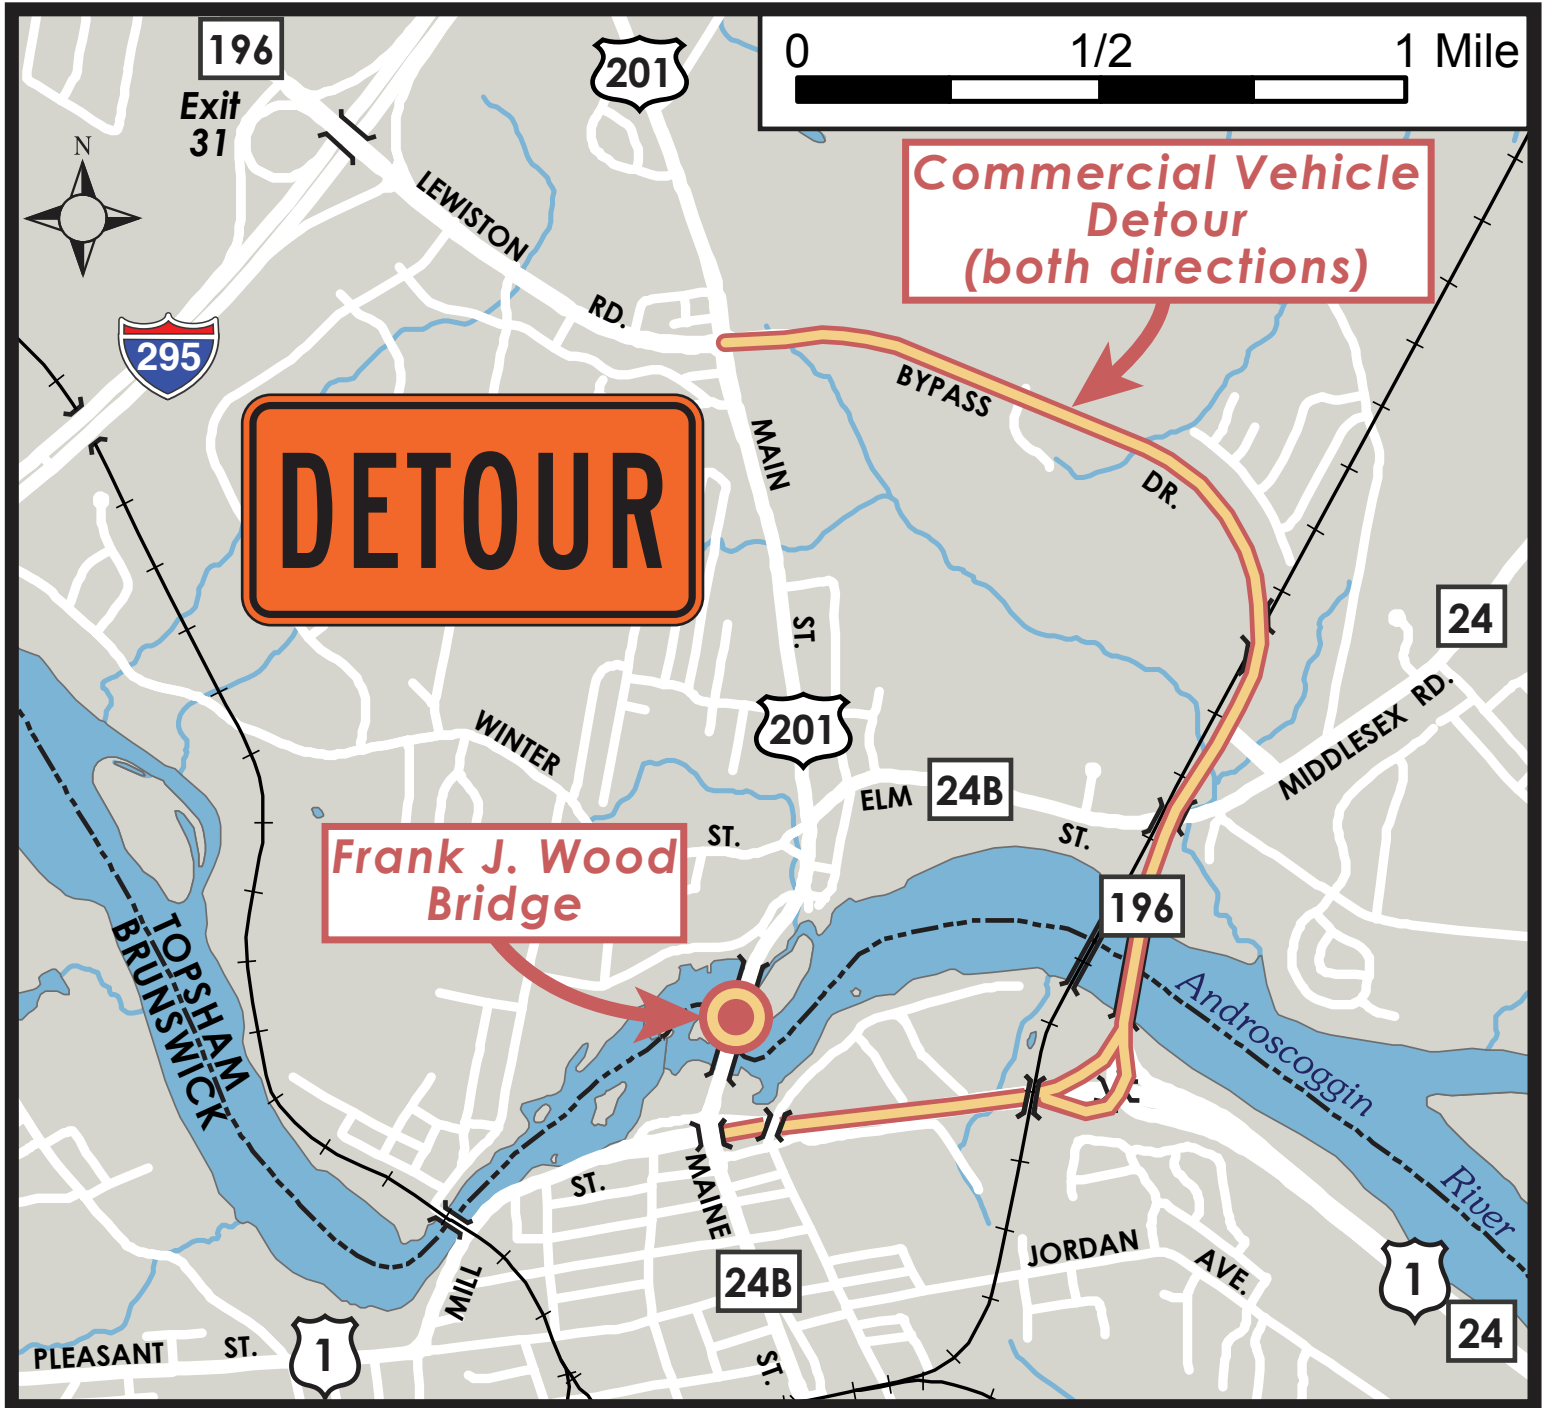 196
Exit
31
201
0 1/2 1 Mile
N
Commercial Vehicle
Detour
(both directions)
LEWISTON
RD.
295
BYPASS
DR.
DETOUR
MAIN
ST.
24
201
WINTER
ST.
MIDDLESEX RD.
ELM
24B
ST.
Frank J. Wood
Bridge
196
TOPSHAM
BRUNSWICK
Androscoggin
River
MAINE
ST.
MILL
ST.
24B
JORDAN
AVE.
1
24
PLEASANT ST.
1